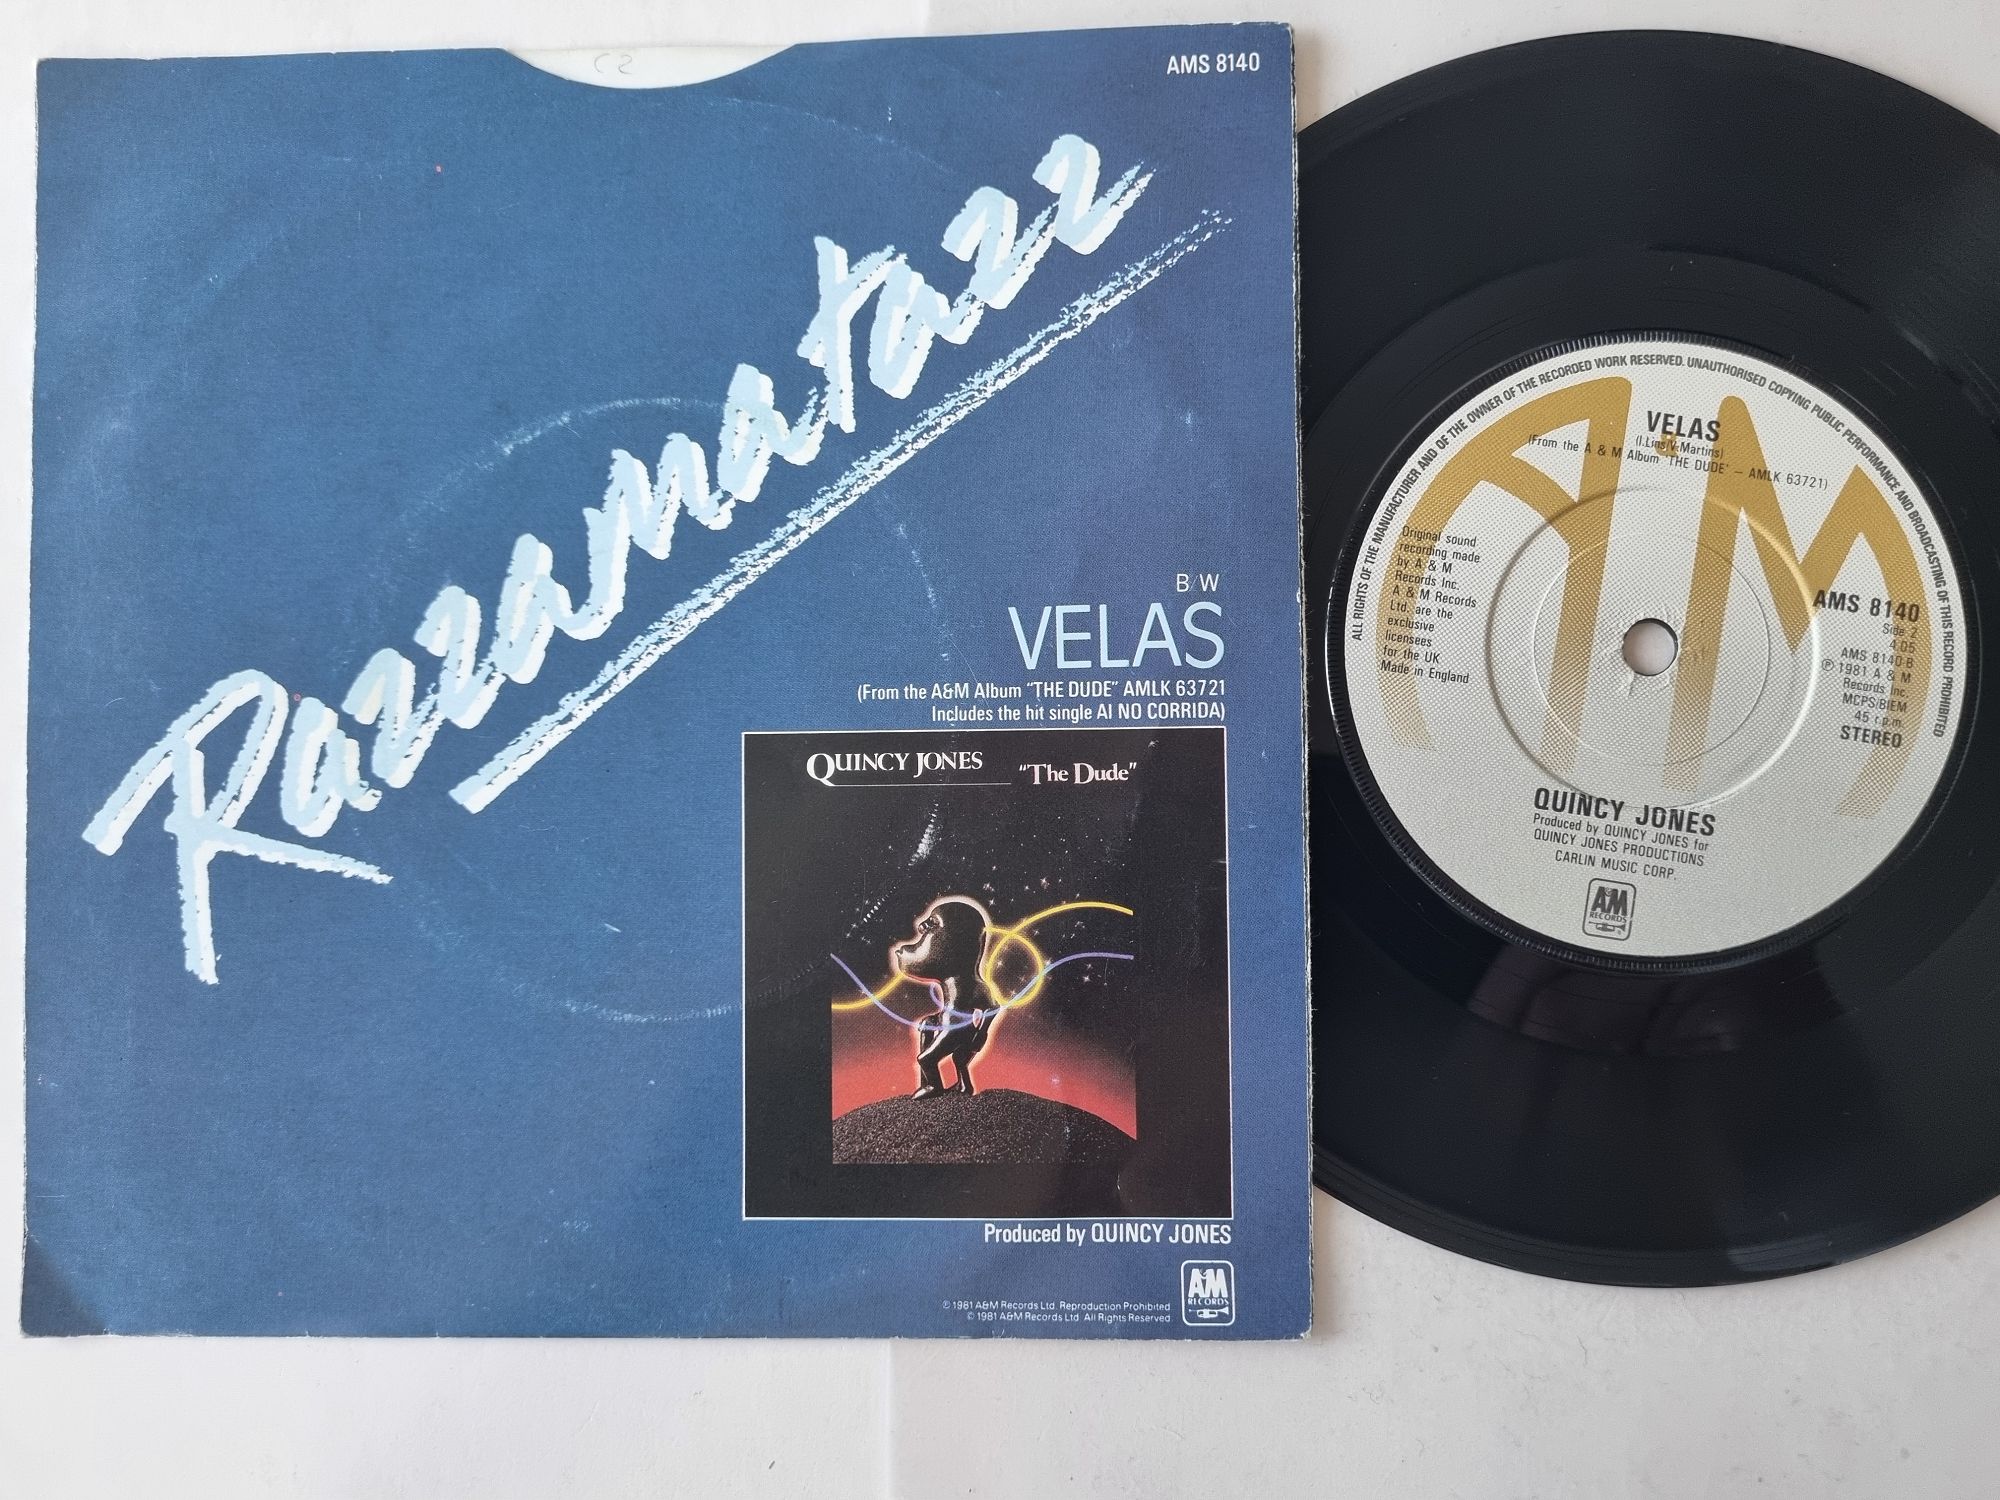 C2
AMS 8140
Razzamatazz
B/W
VELAS
(From the A&M Album "THE DUDE" AMLK 63721
Includes the hit single AI NO CORRIDA)
QUINCY JONES
"The Dude"
Produced by QUINCY JONES
A&M
RECORDS
℗ 1981 A&M Records Ltd. Reproduction Prohibited
© 1981 A&M Records Ltd. All Rights Reserved.
ALL RIGHTS OF THE MANUFACTURER AND OF THE OWNER OF THE RECORDED WORK RESERVED. UNAUTHORISED COPYING PUBLIC PERFORMANCE AND BROADCASTING OF THIS RECORD PROHIBITED
A&M
VELAS
(I.Lins/V.Martins)
(From the A & M Album 'THE DUDE' – AMLK 63721)
Original sound
recording made
by A & M
Records Inc.
A & M Records
Ltd. are the
exclusive
licensees
for the UK
Made in England
AMS 8140
Side 2
4.05
AMS 8140 B
℗ 1981 A & M
Records Inc.
MCPS/BIEM
45 r.p.m.
STEREO
QUINCY JONES
Produced by QUINCY JONES for
QUINCY JONES PRODUCTIONS
CARLIN MUSIC CORP.
A&M
RECORDS